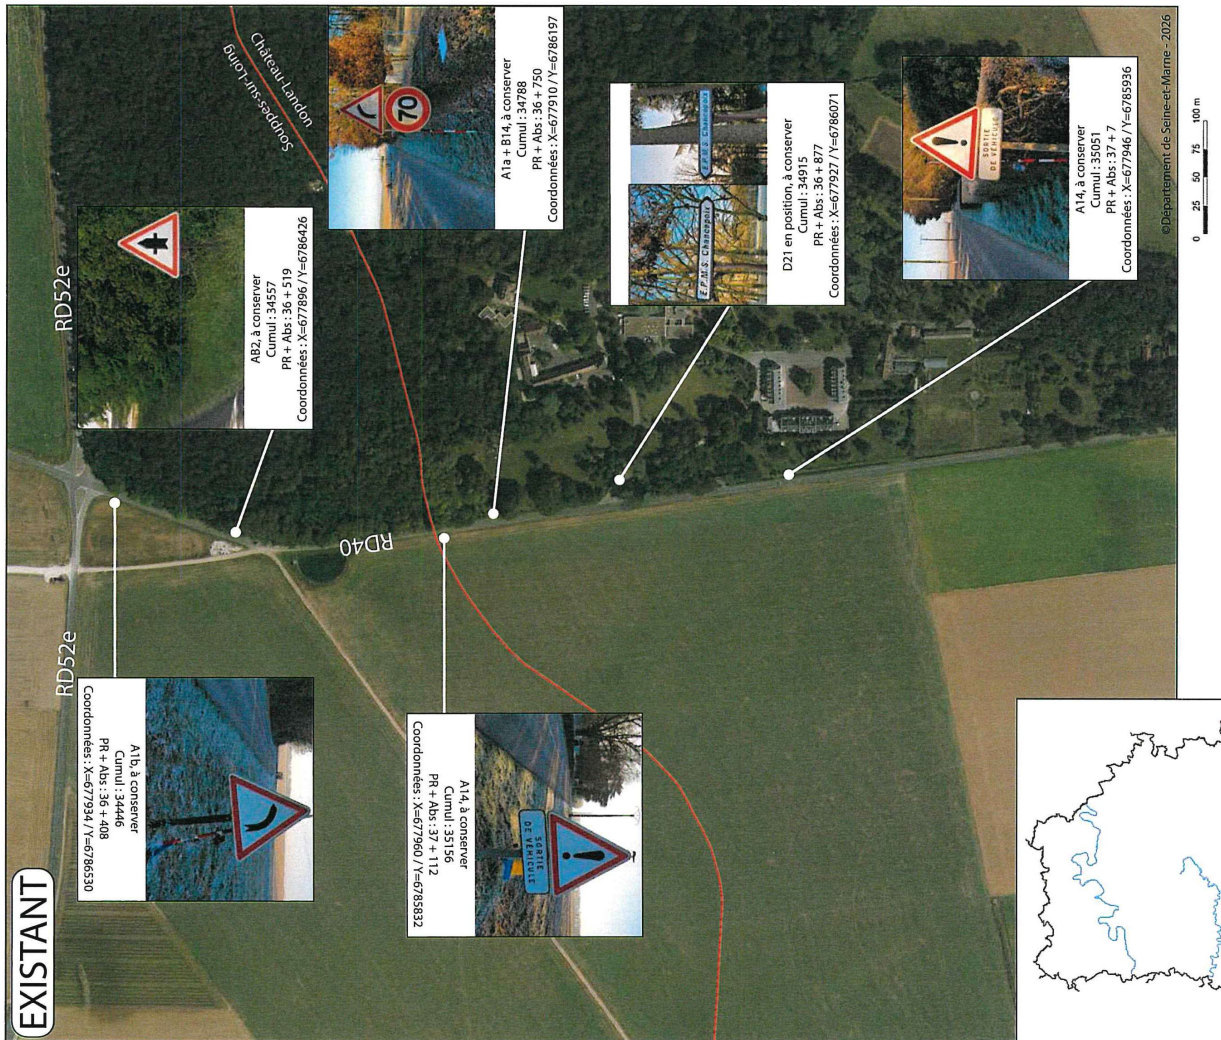 EXISTANT
RD52e
RD52e
RD40
Château-Landon
Souppes-sur-Loing
A1b, à conserver
Cumul : 34446
PR + Abs : 36 + 408
Coordonnées : X=677934 / Y=6786530
AB2, à conserver
Cumul : 34557
PR + Abs : 36 + 519
Coordonnées : X=677896 / Y=6786426
70
A1a + B14, à conserver
Cumul : 34788
PR + Abs : 36 + 750
Coordonnées : X=677910 / Y=6786197
SORTIE
DE VÉHICULE
A14, à conserver
Cumul : 35156
PR + Abs : 37 + 112
Coordonnées : X=677960 / Y=6785832
E.P.M.S. Chancepoix
E.P.M.S. Chancepoix
D21 en position, à conserver
Cumul : 34915
PR + Abs : 36 + 877
Coordonnées : X=677927 / Y=6786071
SORTIE
DE VÉHICULE
A14, à conserver
Cumul : 35051
PR + Abs : 37 + 7
Coordonnées : X=677946 / Y=6785936
0 25 50 75 100 m
©Département de Seine-et-Marne - 2026